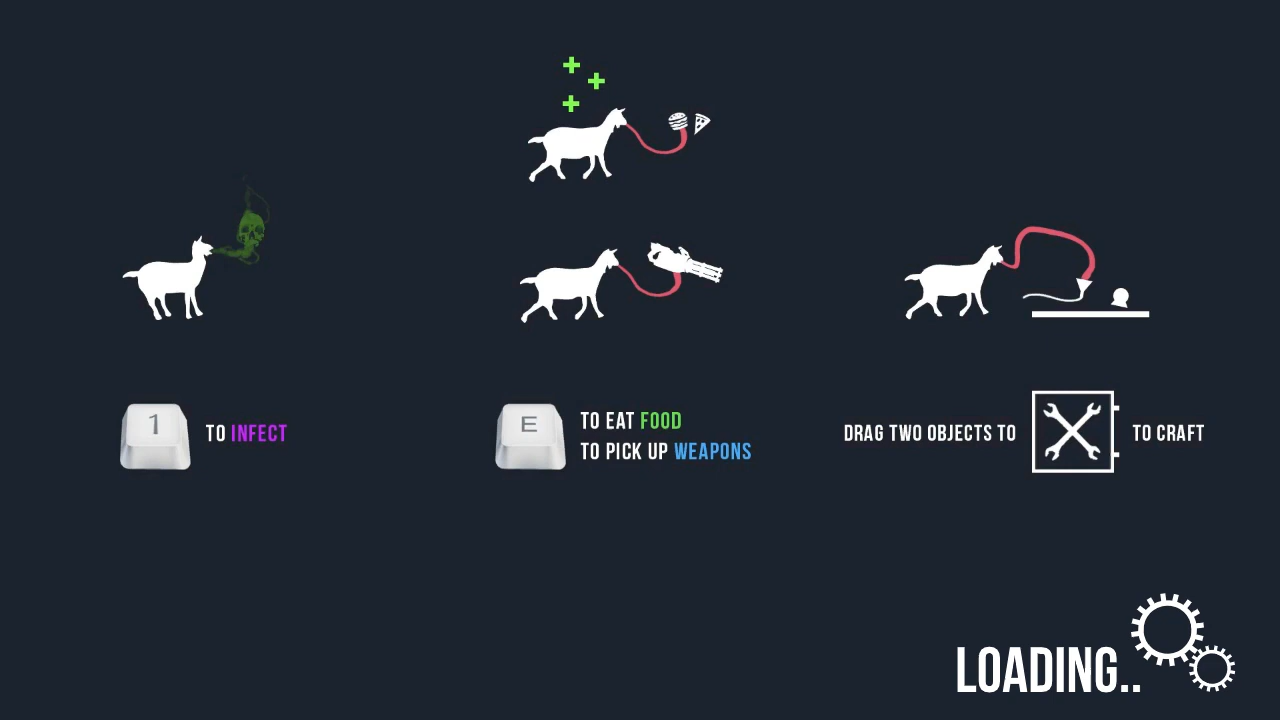 1
TO INFECT
E
TO EAT FOOD
TO PICK UP WEAPONS
DRAG TWO OBJECTS TO
TO CRAFT
LOADING..